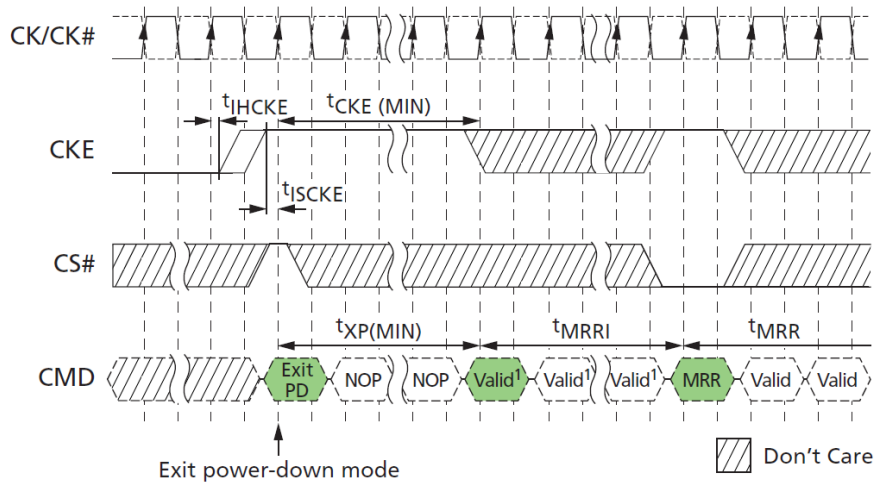 CK/CK#
tIHCKE
tCKE (MIN)
CKE
tISCKE
CS#
tXP(MIN) tMRRI tMRR
CMD Exit PD NOP NOP Valid¹ Valid¹ Valid¹ MRR Valid Valid
Exit power-down mode
Don't Care